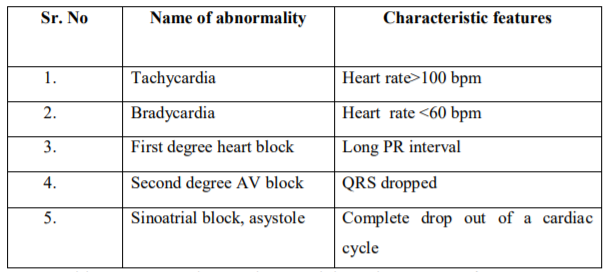 Sr. No Name of abnormality Characteristic features
1. Tachycardia Heart rate>100 bpm
2. Bradycardia Heart rate <60 bpm
3. First degree heart block Long PR interval
4. Second degree AV block QRS dropped
5. Sinoatrial block, asystole Complete drop out of a cardiac
cycle